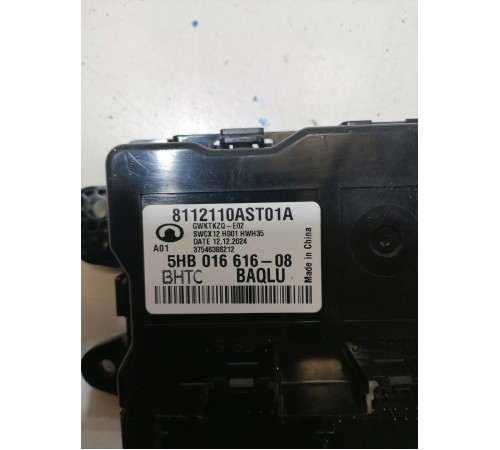 8112110AST01A
GWKTKZQ-E02
SWCX12 H001 HWH35
DATE 12.12.2024
A01 37546368212
5HB 016 616-08
BHTC BAQLU
Made in China